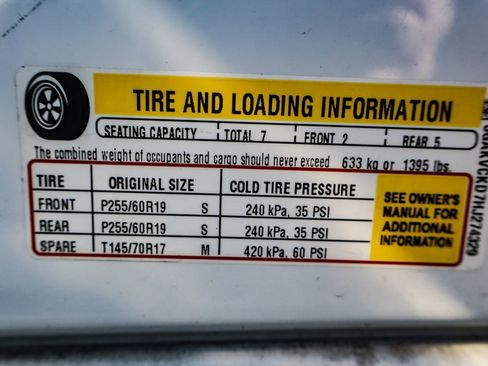 TIRE AND LOADING INFORMATION
SEATING CAPACITY TOTAL 7 FRONT 2 REAR 5
The combined weight of occupants and cargo should never exceed 633 kg or 1395 lbs.
TIRE ORIGINAL SIZE COLD TIRE PRESSURE
FRONT P255/60R19 S 240 kPa, 35 PSI
REAR P255/60R19 S 240 kPa, 35 PSI
SPARE T145/70R17 M 420 kPa, 60 PSI
SEE OWNER'S
MANUAL FOR
ADDITIONAL
INFORMATION